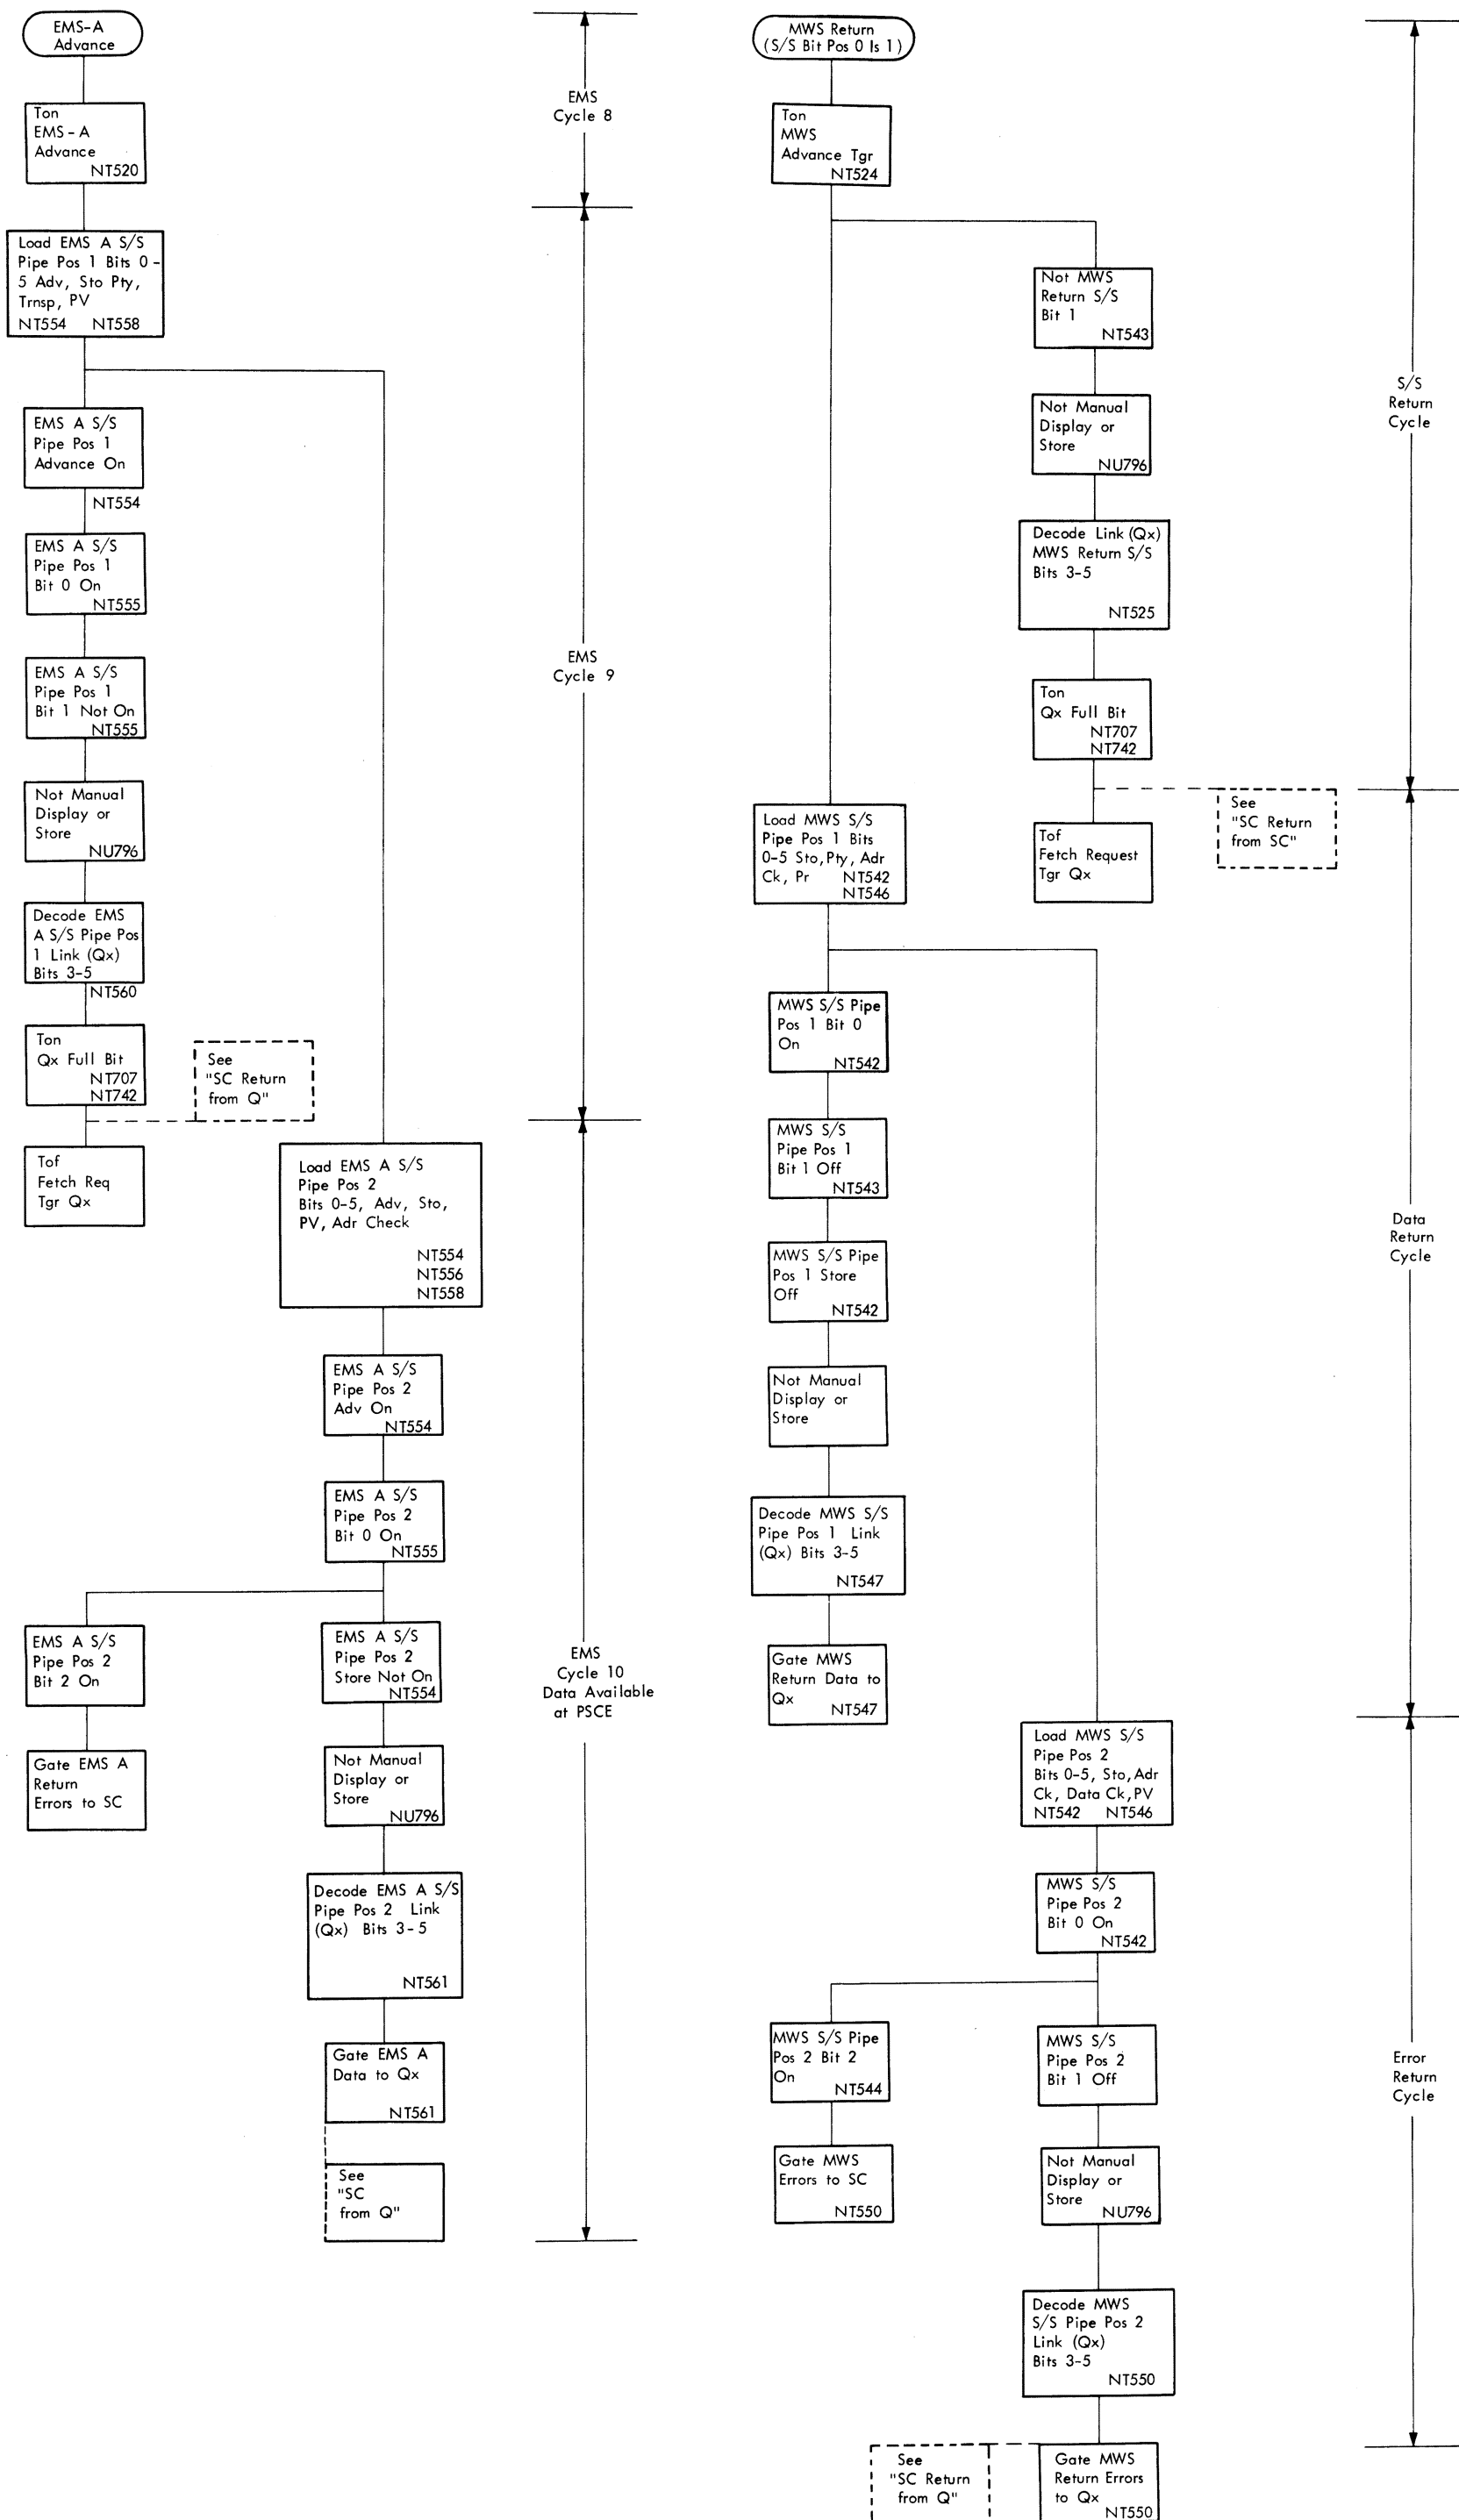 EMS-A
Advance
Ton
EMS-A
Advance
NT520
Load EMS A S/S
Pipe Pos 1 Bits 0-
5 Adv, Sto Pty,
Trnsp, PV
NT554 NT558
EMS A S/S
Pipe Pos 1
Advance On
NT554
EMS A S/S
Pipe Pos 1
Bit 0 On
NT555
EMS A S/S
Pipe Pos 1
Bit 1 Not On
NT555
Not Manual
Display or
Store
NU796
Decode EMS
A S/S Pipe Pos
1 Link (Qx)
Bits 3-5
NT560
Ton
Qx Full Bit
NT707
NT742
See
"SC Return
from Q"
Tof
Fetch Req
Tgr Qx
Load EMS A S/S
Pipe Pos 2
Bits 0-5, Adv, Sto,
PV, Adr Check
NT554
NT556
NT558
EMS A S/S
Pipe Pos 2
Adv On
NT554
EMS A S/S
Pipe Pos 2
Bit 0 On
NT555
EMS A S/S
Pipe Pos 2
Bit 2 On
Gate EMS A
Return
Errors to SC
EMS A S/S
Pipe Pos 2
Store Not On
NT554
Not Manual
Display or
Store
NU796
Decode EMS A S/S
Pipe Pos 2 Link
(Qx) Bits 3-5
NT561
Gate EMS A
Data to Qx
NT561
See
"SC
from Q"
EMS
Cycle 8
EMS
Cycle 9
EMS
Cycle 10
Data Available
at PSCE
MWS Return
(S/S Bit Pos 0 Is 1)
Ton
MWS
Advance Tgr
NT524
Not MWS
Return S/S
Bit 1
NT543
Not Manual
Display or
Store
NU796
Decode Link (Qx)
MWS Return S/S
Bits 3-5
NT525
Ton
Qx Full Bit
NT707
NT742
See
"SC Return
from SC"
Tof
Fetch Request
Tgr Qx
Load MWS S/S
Pipe Pos 1 Bits
0-5 Sto, Pty, Adr
Ck, Pr NT542
NT546
MWS S/S Pipe
Pos 1 Bit 0
On
NT542
MWS S/S
Pipe Pos 1
Bit 1 Off
NT543
MWS S/S Pipe
Pos 1 Store
Off
NT542
Not Manual
Display or
Store
Decode MWS S/S
Pipe Pos 1 Link
(Qx) Bits 3-5
NT547
Gate MWS
Return Data to
Qx NT547
Load MWS S/S
Pipe Pos 2
Bits 0-5, Sto, Adr
Ck, Data Ck, PV
NT542 NT546
MWS S/S
Pipe Pos 2
Bit 0 On
NT542
MWS S/S Pipe
Pos 2 Bit 2
On
NT544
Gate MWS
Errors to SC
NT550
MWS S/S
Pipe Pos 2
Bit 1 Off
Not Manual
Display or
Store
NU796
Decode MWS
S/S Pipe Pos 2
Link (Qx)
Bits 3-5
NT550
See
"SC Return
from Q"
Gate MWS
Return Errors
to Qx
NT550
S/S
Return
Cycle
Data
Return
Cycle
Error
Return
Cycle